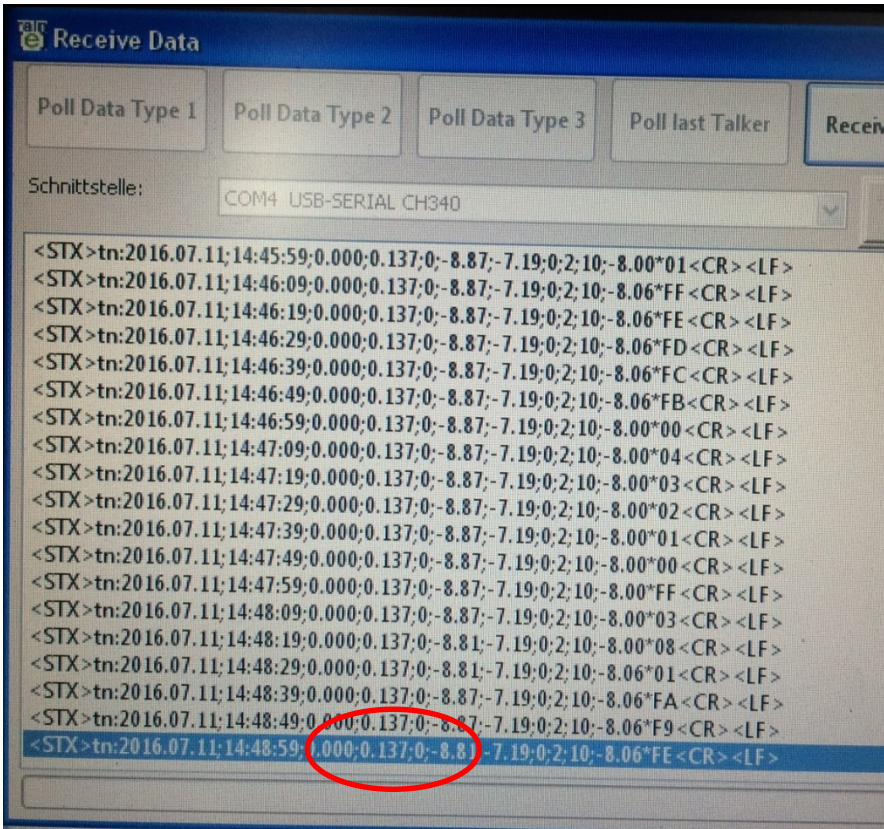 Receive Data
Poll Data Type 1 Poll Data Type 2 Poll Data Type 3 Poll last Talker Receiv
Schnittstelle: COM4 USB-SERIAL CH340
<STX>tn:2016.07.11;14:45:59;0.000;0.137;0;-8.87;-7.19;0;2;10;-8.00*01<CR><LF>
<STX>tn:2016.07.11;14:46:09;0.000;0.137;0;-8.87;-7.19;0;2;10;-8.06*FF<CR><LF>
<STX>tn:2016.07.11;14:46:19;0.000;0.137;0;-8.87;-7.19;0;2;10;-8.06*FE<CR><LF>
<STX>tn:2016.07.11;14:46:29;0.000;0.137;0;-8.87;-7.19;0;2;10;-8.06*FD<CR><LF>
<STX>tn:2016.07.11;14:46:39;0.000;0.137;0;-8.87;-7.19;0;2;10;-8.06*FC<CR><LF>
<STX>tn:2016.07.11;14:46:49;0.000;0.137;0;-8.87;-7.19;0;2;10;-8.06*FB<CR><LF>
<STX>tn:2016.07.11;14:46:59;0.000;0.137;0;-8.87;-7.19;0;2;10;-8.00*00<CR><LF>
<STX>tn:2016.07.11;14:47:09;0.000;0.137;0;-8.87;-7.19;0;2;10;-8.00*04<CR><LF>
<STX>tn:2016.07.11;14:47:19;0.000;0.137;0;-8.87;-7.19;0;2;10;-8.00*03<CR><LF>
<STX>tn:2016.07.11;14:47:29;0.000;0.137;0;-8.87;-7.19;0;2;10;-8.00*02<CR><LF>
<STX>tn:2016.07.11;14:47:39;0.000;0.137;0;-8.87;-7.19;0;2;10;-8.00*01<CR><LF>
<STX>tn:2016.07.11;14:47:49;0.000;0.137;0;-8.87;-7.19;0;2;10;-8.00*00<CR><LF>
<STX>tn:2016.07.11;14:47:59;0.000;0.137;0;-8.87;-7.19;0;2;10;-8.00*FF<CR><LF>
<STX>tn:2016.07.11;14:48:09;0.000;0.137;0;-8.87;-7.19;0;2;10;-8.00*03<CR><LF>
<STX>tn:2016.07.11;14:48:19;0.000;0.137;0;-8.81;-7.19;0;2;10;-8.00*08<CR><LF>
<STX>tn:2016.07.11;14:48:29;0.000;0.137;0;-8.81;-7.19;0;2;10;-8.06*01<CR><LF>
<STX>tn:2016.07.11;14:48:39;0.000;0.137;0;-8.87;-7.19;0;2;10;-8.06*FA<CR><LF>
<STX>tn:2016.07.11;14:48:49;0.000;0.137;0;-8.87;-7.19;0;2;10;-8.06*F9<CR><LF>
<STX>tn:2016.07.11;14:48:59;0.000;0.137;0;-8.81;-7.19;0;2;10;-8.06*FE<CR><LF>